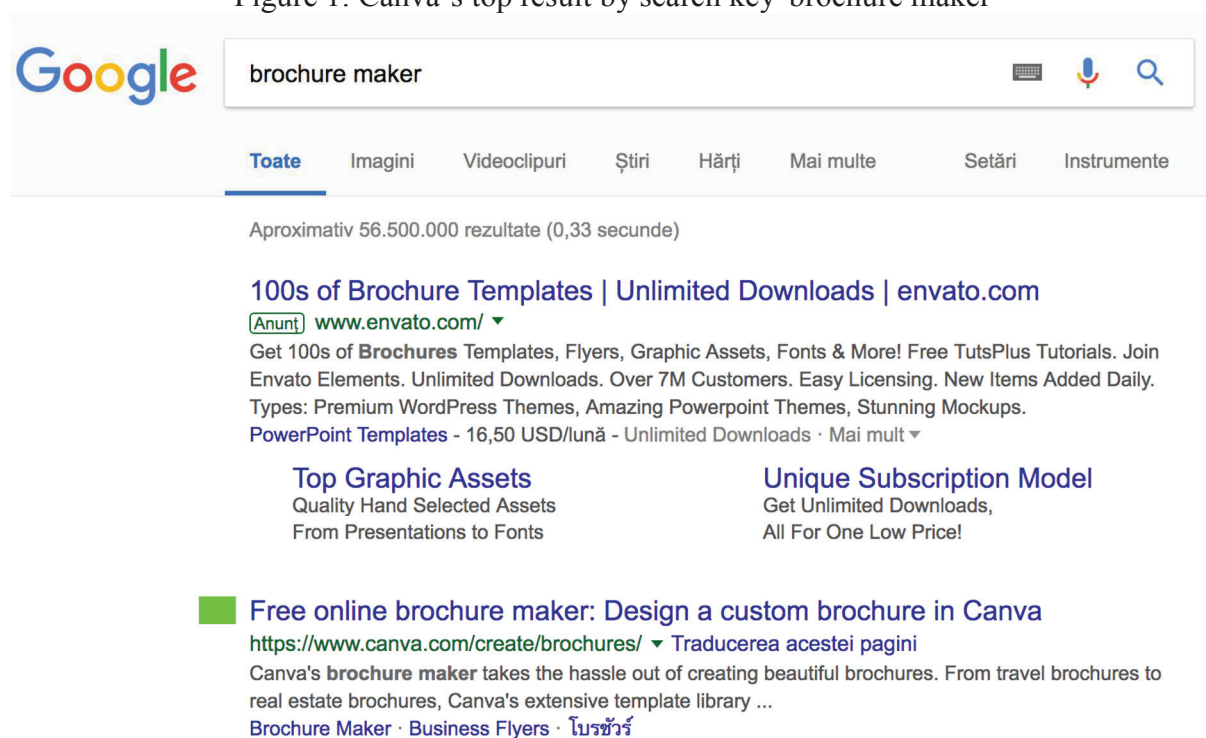 Figure 1: Canva's top result by search key 'brochure maker'
Google
brochure maker
Toate Imagini Videoclipuri Știri Hărți Mai multe Setări Instrumente
Aproximativ 56.500.000 rezultate (0,33 secunde)
100s of Brochure Templates | Unlimited Downloads | envato.com
Anunț www.envato.com/
Get 100s of Brochures Templates, Flyers, Graphic Assets, Fonts & More! Free TutsPlus Tutorials. Join
Envato Elements. Unlimited Downloads. Over 7M Customers. Easy Licensing. New Items Added Daily.
Types: Premium WordPress Themes, Amazing Powerpoint Themes, Stunning Mockups.
PowerPoint Templates - 16,50 USD/lună - Unlimited Downloads · Mai mult
Top Graphic Assets Unique Subscription Model
Quality Hand Selected Assets Get Unlimited Downloads,
From Presentations to Fonts All For One Low Price!
Free online brochure maker: Design a custom brochure in Canva
https://www.canva.com/create/brochures/ Traducerea acestei pagini
Canva's brochure maker takes the hassle out of creating beautiful brochures. From travel brochures to
real estate brochures, Canva's extensive template library ...
Brochure Maker · Business Flyers · โบรชัวร์